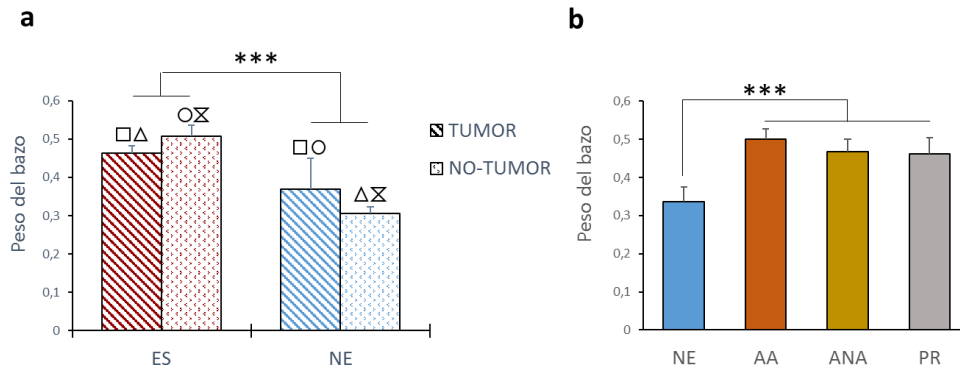 a
***
Peso del bazo
0,6
0,5
0,4
0,3
0,2
0,1
0
□△
○⧖
□○
△⧖
TUMOR
NO-TUMOR
ES
NE
b
***
Peso del bazo
0,6
0,5
0,4
0,3
0,2
0,1
0
NE
AA
ANA
PR